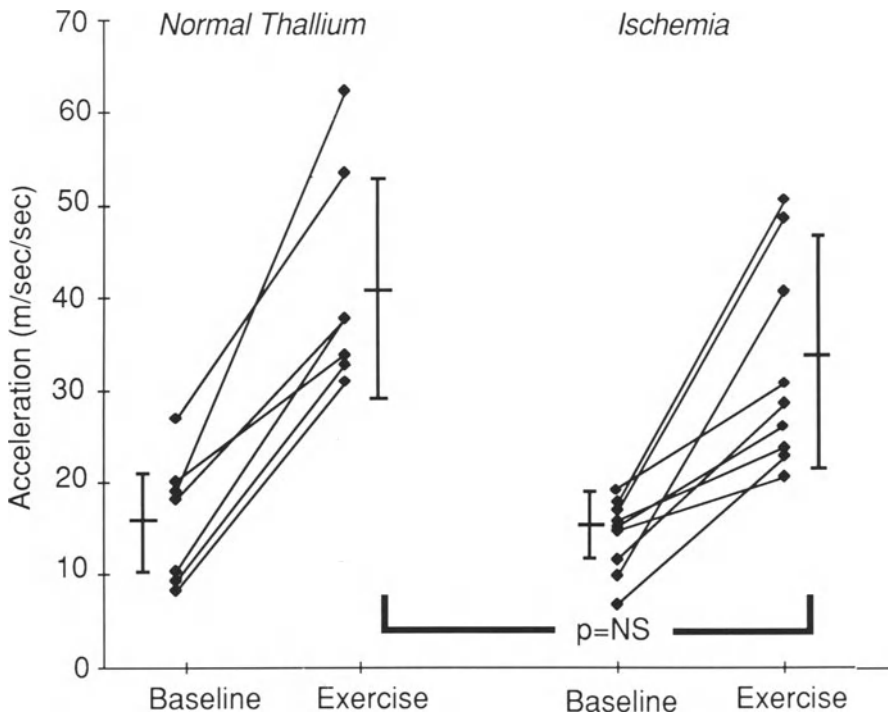 Normal Thallium
Ischemia
Acceleration (m/sec/sec)
70
60
50
40
30
20
10
0
p=NS
Baseline
Exercise
Baseline
Exercise